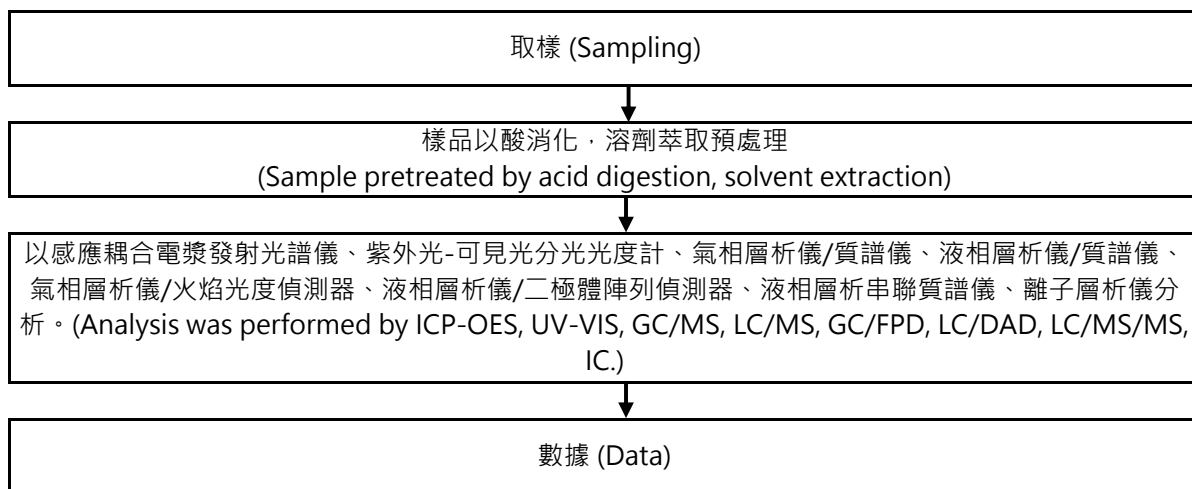 取樣 (Sampling)
樣品以酸消化，溶劑萃取預處理
(Sample pretreated by acid digestion, solvent extraction)
以感應耦合電漿發射光譜儀、紫外光-可見光分光光度計、氣相層析儀/質譜儀、液相層析儀/質譜儀、
氣相層析儀/火焰光度偵測器、液相層析儀/二極體陣列偵測器、液相層析串聯質譜儀、離子層析儀分
析。(Analysis was performed by ICP-OES, UV-VIS, GC/MS, LC/MS, GC/FPD, LC/DAD, LC/MS/MS,
IC.)
數據 (Data)